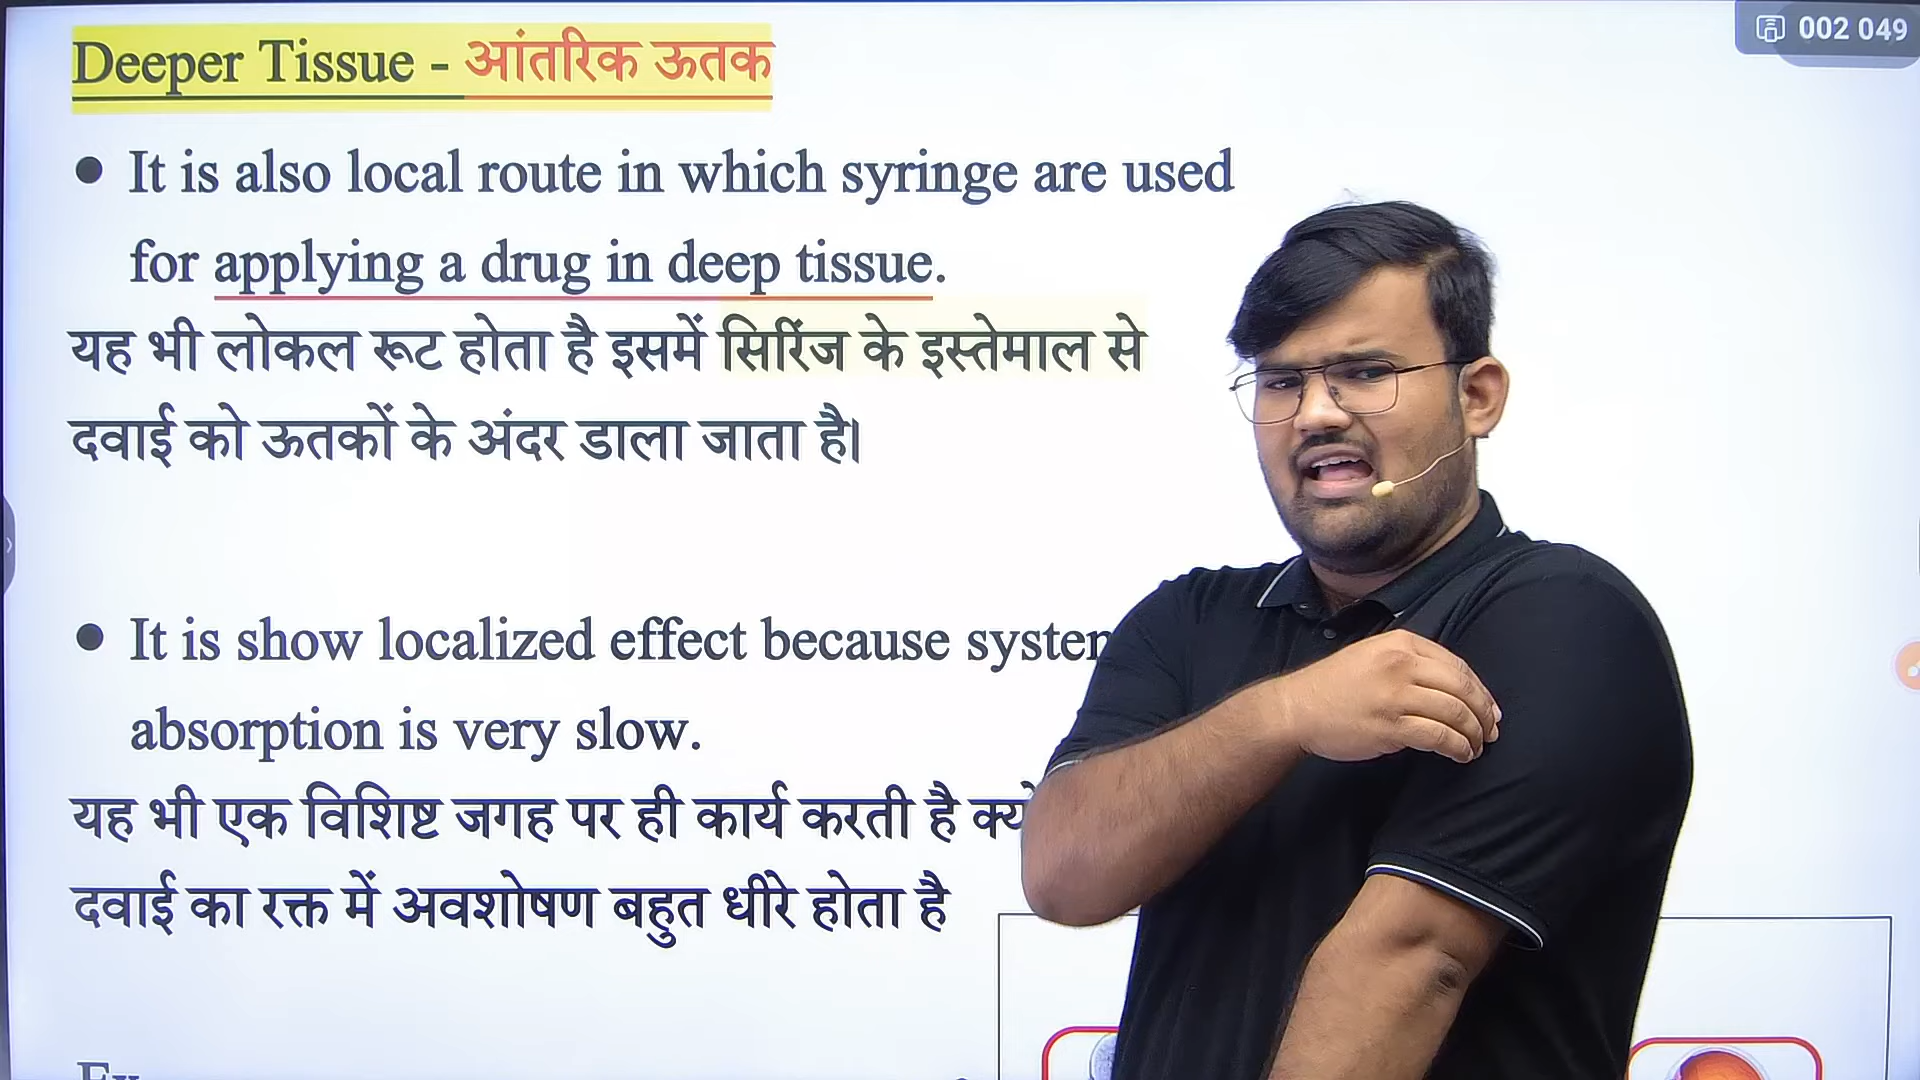 002 049
Deeper Tissue - आंतरिक ऊतक
● It is also local route in which syringe are used
for applying a drug in deep tissue.
यह भी लोकल रूट होता है इसमें सिरिंज के इस्तेमाल से
दवाई को ऊतकों के अंदर डाला जाता है।
● It is show localized effect because
absorption is very slow.
यह भी एक विशिष्ट जगह पर ही कार्य करती है
दवाई का रक्त में अवशोषण बहुत धीरे होता है